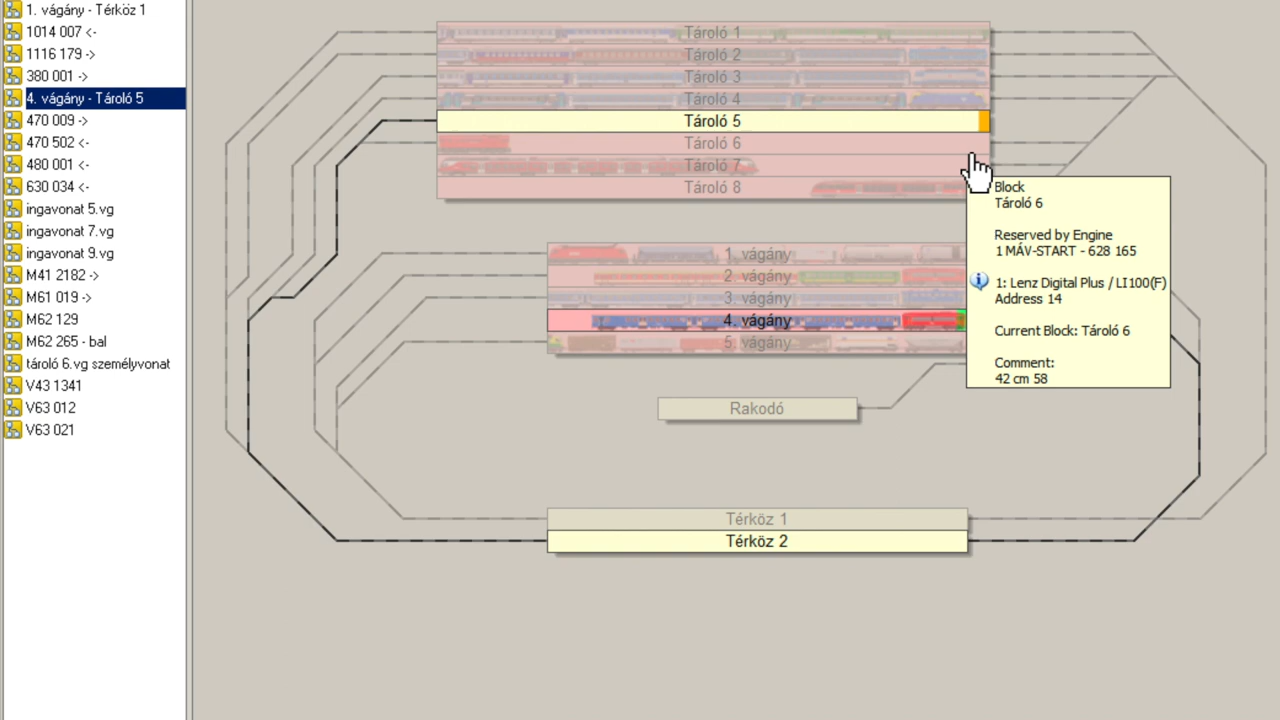 1. vágány - Térköz 1
1014 007 <-
1116 179 ->
380 001 ->
4. vágány - Tároló 5
470 009 ->
470 502 <-
480 001 <-
630 034 <-
ingavonat 5.vg
ingavonat 7.vg
ingavonat 9.vg
M41 2182 ->
M61 019 ->
M62 129
M62 265 - bal
tároló 6.vg személyvonat
V43 1341
V63 012
V63 021
Tároló 1
Tároló 2
Tároló 3
Tároló 4
Tároló 5
Tároló 6
Tároló 7
Tároló 8
1. vágány
2. vágány
3. vágány
4. vágány
5. vágány
Rakodó
Térköz 1
Térköz 2
Block
Tároló 6
Reserved by Engine
1 MÁV-START - 628 165
1: Lenz Digital Plus / LI100(F)
Address 14
Current Block: Tároló 6
Comment:
42 cm 58